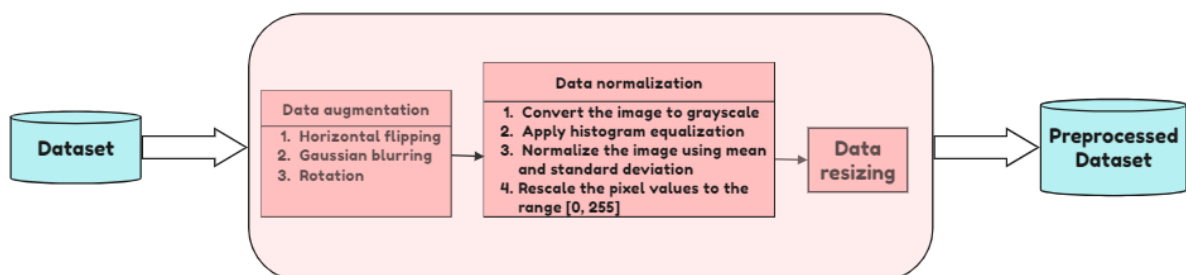 Dataset
Data augmentation
1. Horizontal flipping
2. Gaussian blurring
3. Rotation
Data normalization
1. Convert the image to grayscale
2. Apply histogram equalization
3. Normalize the image using mean
and standard deviation
4. Rescale the pixel values to the
range [0, 255]
Data
resizing
Preprocessed
Dataset